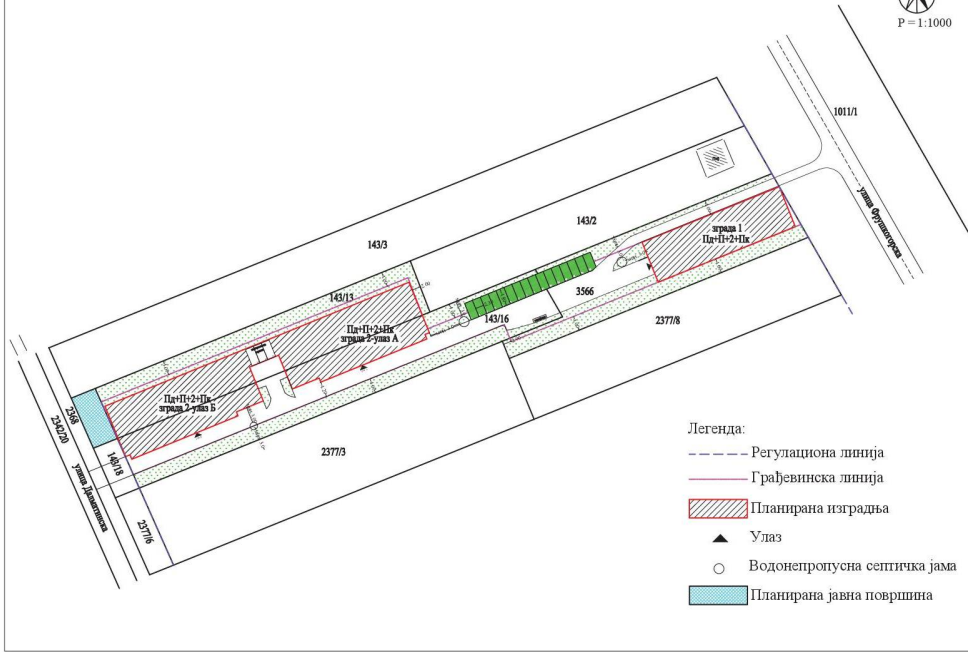 Р = 1:1000
1011/1
улица Фрушкогорска
143/2
зграда 1
Пд+П+2+Пк
143/3
143/13
3566
143/16
2377/8
Пд+П+2+Пк
зграда 2-улаз А
Пд+П+2+Пк
зграда 2-улаз Б
2368
2342/20
143/18
2377/3
улица Далматинска
2377/6
Легенда:
Регулациона линија
Грађевинска линија
Планирана изградња
Улаз
Водонепропусна септичка јама
Планирана јавна површина